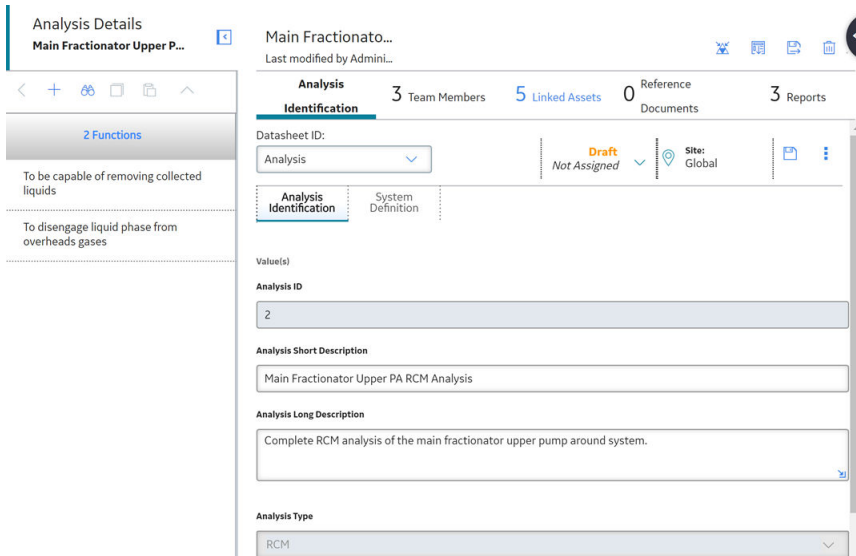 Analysis Details
Main Fractionator Upper P...
2 Functions
To be capable of removing collected
liquids
To disengage liquid phase from
overheads gases
Main Fractionato...
Last modified by Admini...
Analysis
Identification
3 Team Members
5 Linked Assets
0 Reference
Documents
3 Reports
Datasheet ID:
Analysis
Draft
Not Assigned
Site:
Global
Analysis
Identification
System
Definition
Value(s)
Analysis ID
2
Analysis Short Description
Main Fractionator Upper PA RCM Analysis
Analysis Long Description
Complete RCM analysis of the main fractionator upper pump around system.
Analysis Type
RCM